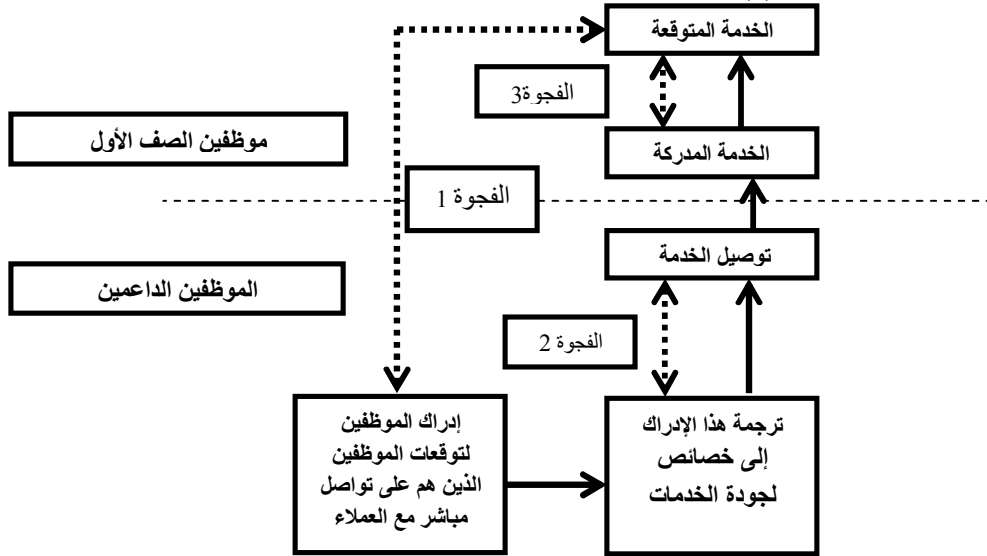 الخدمة المتوقعة
الفجوة3
موظفين الصف الأول
الخدمة المدركة
الفجوة 1
توصيل الخدمة
الموظفين الداعمين
الفجوة 2
إدراك الموظفين
لتوقعات الموظفين
الذين هم على تواصل
مباشر مع العملاء
ترجمة هذا الإدراك
إلى خصائص
لجودة الخدمات